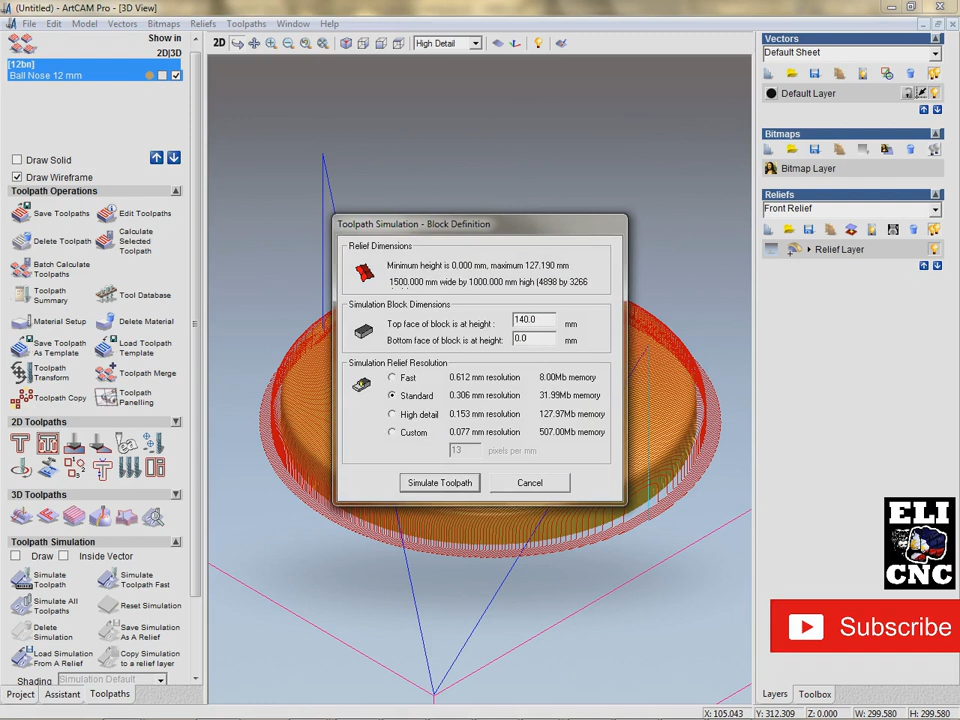 (Untitled) - ArtCAM Pro - [3D View]
File Edit Model Vectors Bitmaps Reliefs Toolpaths Window Help
Show in
2D|3D
[12bn]
Ball Nose 12 mm
Draw Solid
Draw Wireframe
Toolpath Operations
Save Toolpaths
Edit Toolpaths
Delete Toolpath
Calculate
Selected
Toolpath
Batch Calculate
Toolpaths
Toolpath
Summary
Tool Database
Material Setup
Delete Material
Save Toolpath
As Template
Load Toolpath
Template
Toolpath
Transform
Toolpath Merge
Toolpath Copy
Toolpath
Panelling
2D Toolpaths
3D Toolpaths
Toolpath Simulation
Draw
Inside Vector
Simulate
Toolpath
Simulate
Toolpath Fast
Simulate All
Toolpaths
Reset Simulation
Delete
Simulation
Save Simulation
As A Relief
Load Simulation
From A Relief
Copy Simulation
to a relief layer
Shading
Simulation Default
Project
Assistant
Toolpaths
2D
High Detail
Toolpath Simulation - Block Definition
Relief Dimensions
Minimum height is 0.000 mm, maximum 127.190 mm
1500.000 mm wide by 1000.000 mm high (4898 by 3266
Simulation Block Dimensions
Top face of block is at height : 140.0 mm
Bottom face of block is at height: 0.0 mm
Simulation Relief Resolution
Fast 0.612 mm resolution 8.00Mb memory
Standard 0.306 mm resolution 31.99Mb memory
High detail 0.153 mm resolution 127.97Mb memory
Custom 0.077 mm resolution 507.00Mb memory
13 pixels per mm
Simulate Toolpath
Cancel
Vectors
Default Sheet
Default Layer
Bitmaps
Bitmap Layer
Reliefs
Front Relief
Relief Layer
ELI
CNC
Subscribe
Layers
Toolbox
X: 105.043 Y: 312.309 Z: 0.000 W: 299.580 H: 299.580